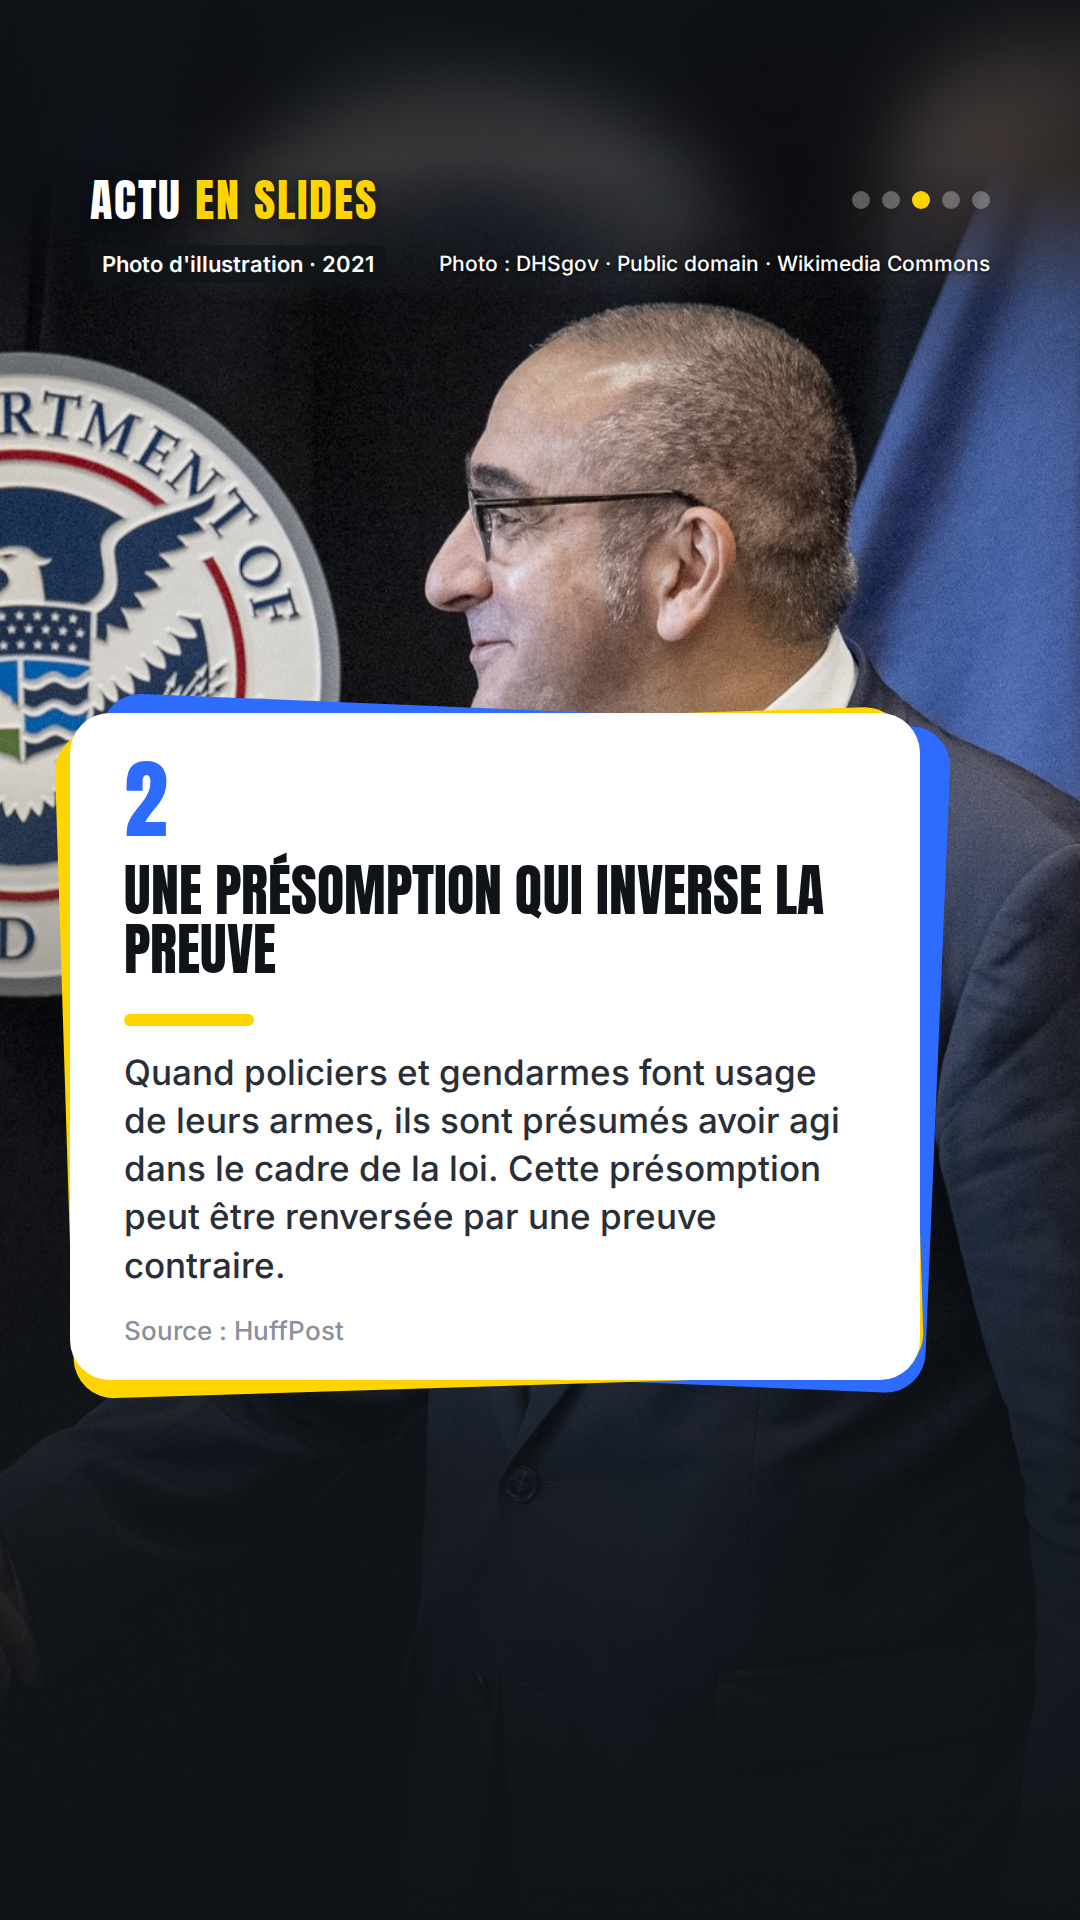 ACTU EN SLIDES
Photo d'illustration · 2021
Photo : DHSgov · Public domain · Wikimedia Commons
RTMENT OF
D
2
UNE PRÉSOMPTION QUI INVERSE LA
PREUVE
Quand policiers et gendarmes font usage
de leurs armes, ils sont présumés avoir agi
dans le cadre de la loi. Cette présomption
peut être renversée par une preuve
contraire.
Source : HuffPost